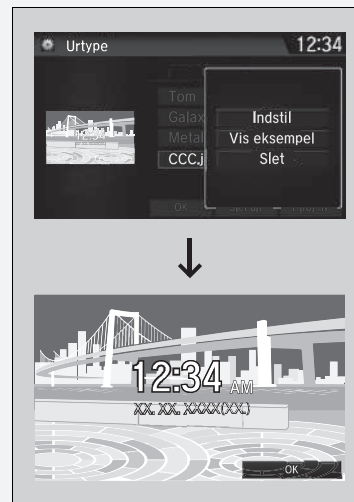 Urtype 12:34
Tom
Galax
Metal
CCC.j
Indstil
Vis eksempel
Slet
OK
12:34 AM
XX. XX. XXXX(XX.)
OK